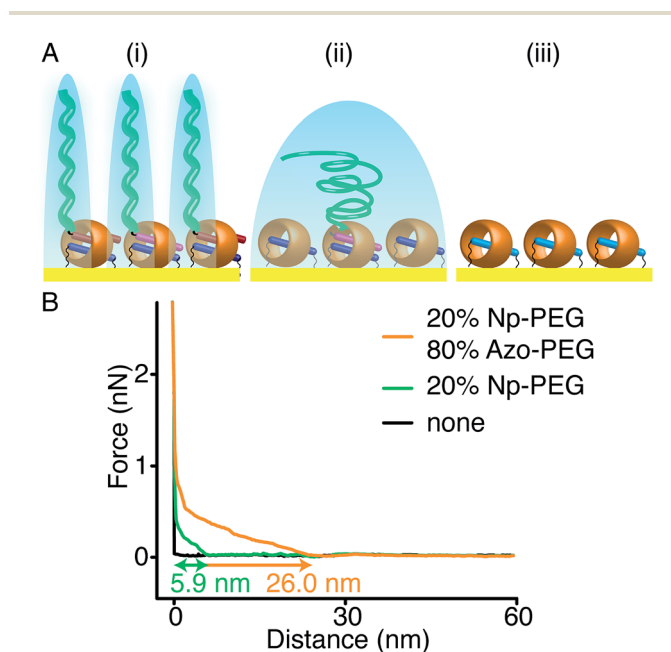 A (i) (ii) (iii)
B
20% Np-PEG
80% Azo-PEG
20% Np-PEG
none
Force (nN)
2
1
0
5.9 nm 26.0 nm
0 30 60
Distance (nm)